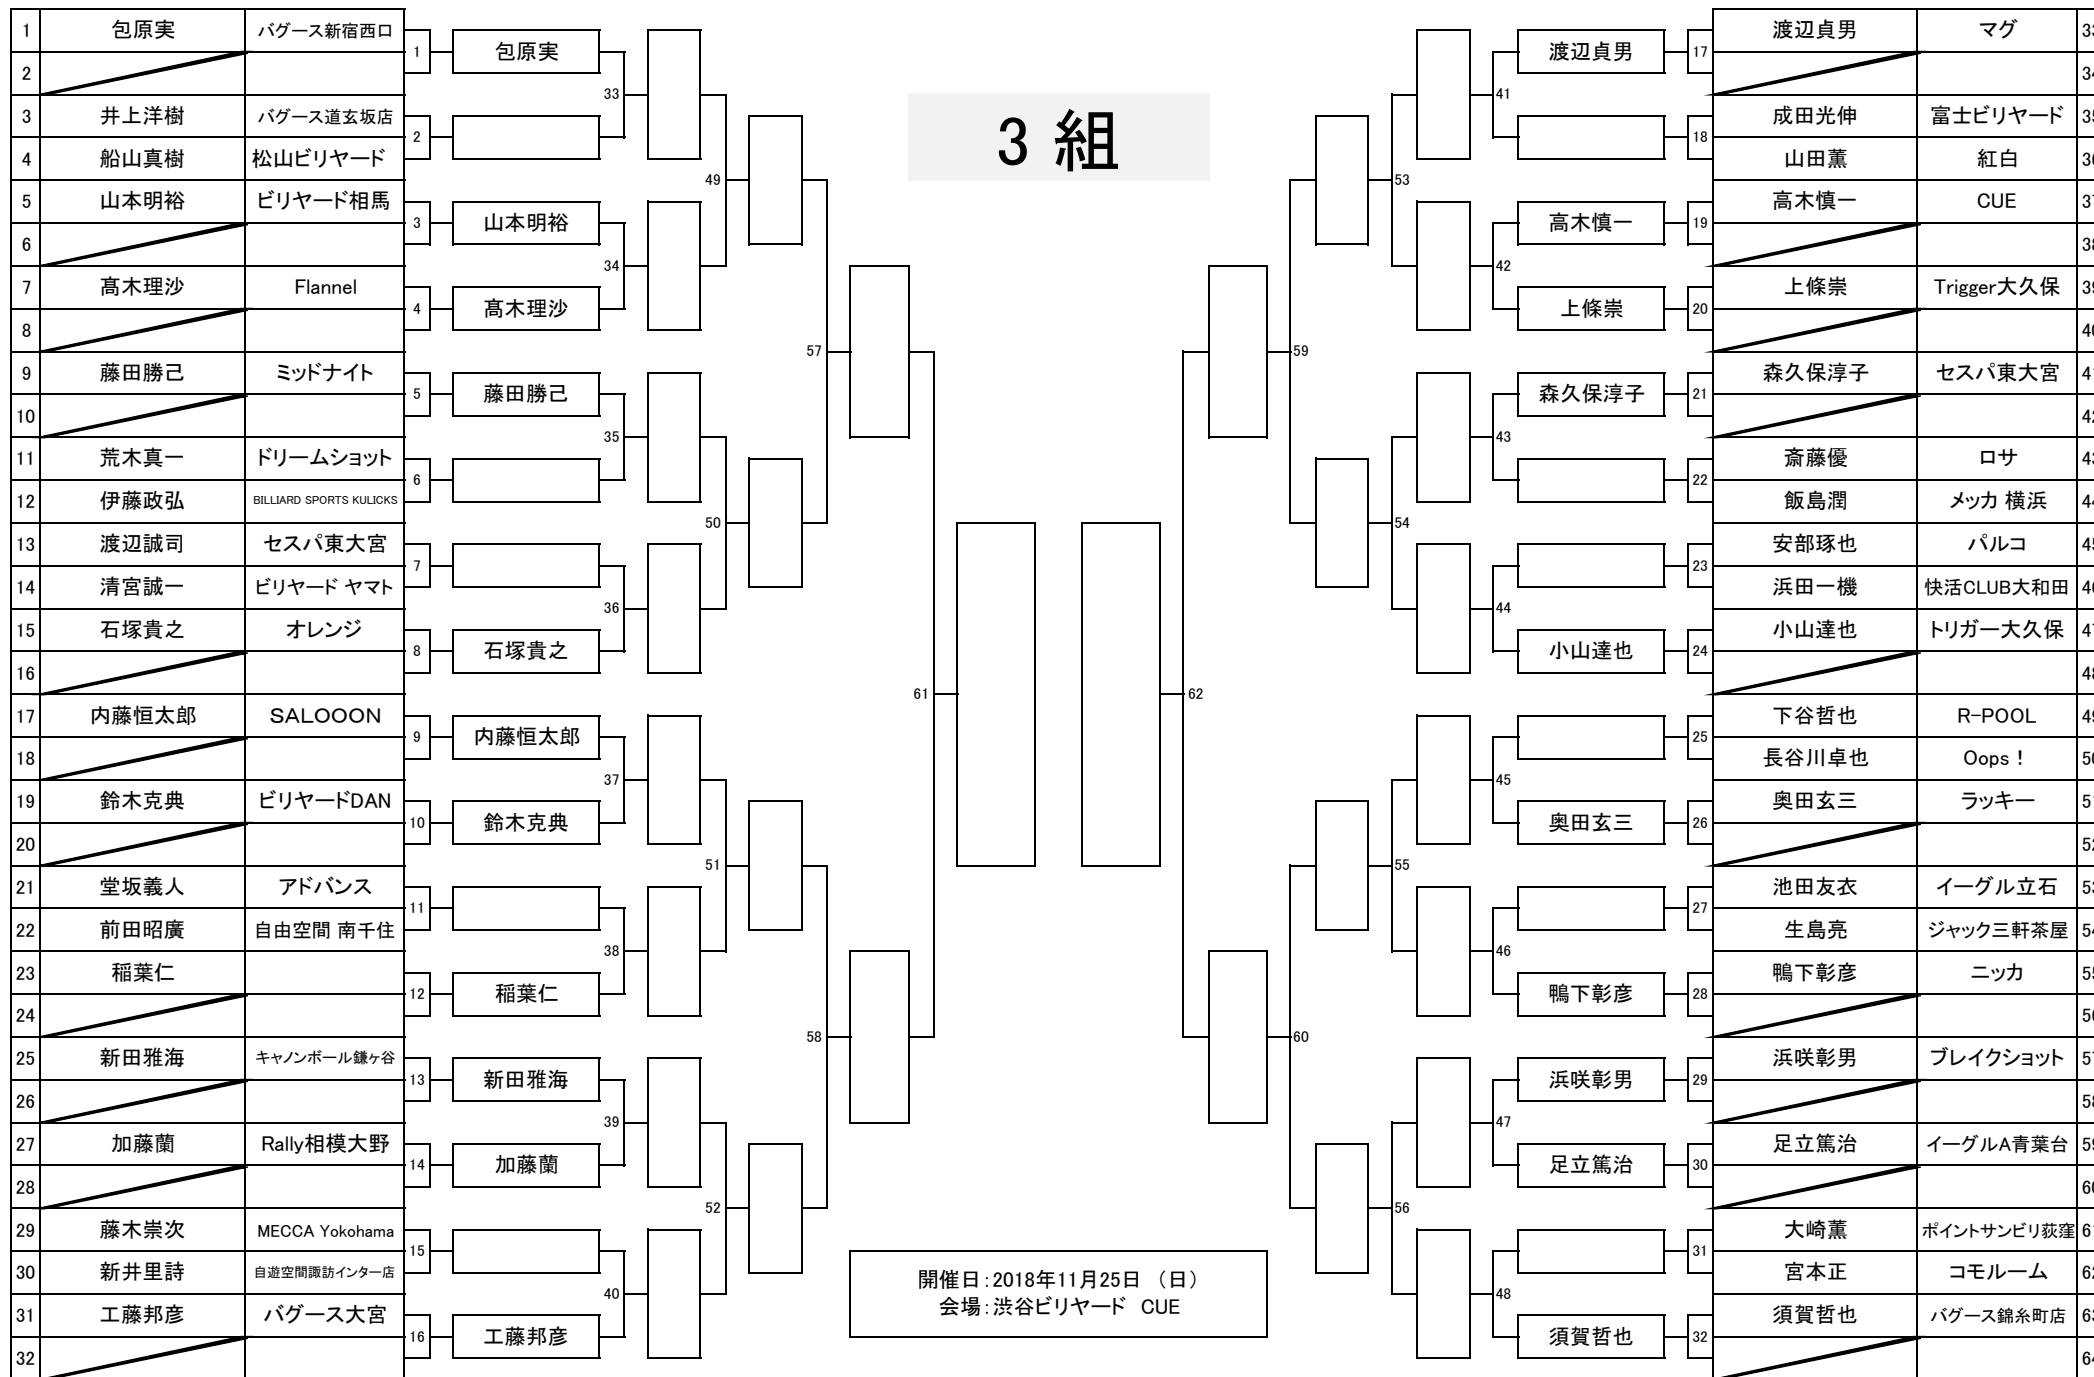 3 組
1 包原実 バグース新宿西口
2
3 井上洋樹 バグース道玄坂店
4 船山真樹 松山ビリヤード
5 山本明裕 ビリヤード相馬
6
7 髙木理沙 Flannel
8
9 藤田勝己 ミッドナイト
10
11 荒木真一 ドリームショット
12 伊藤政弘 BILLIARD SPORTS KULICKS
13 渡辺誠司 セスパ東大宮
14 清宮誠一 ビリヤード ヤマト
15 石塚貴之 オレンジ
16
17 内藤恒太郎 SALOOON
18
19 鈴木克典 ビリヤードDAN
20
21 堂坂義人 アドバンス
22 前田昭廣 自由空間 南千住
23 稲葉仁
24
25 新田雅海 キャノンボール鎌ヶ谷
26
27 加藤蘭 Rally相模大野
28
29 藤木崇次 MECCA Yokohama
30 新井里詩 自遊空間諏訪インター店
31 工藤邦彦 バグース大宮
32
1 包原実
2
3 山本明裕
4 髙木理沙
5 藤田勝己
6
7
8 石塚貴之
9 内藤恒太郎
10 鈴木克典
11
12 稲葉仁
13 新田雅海
14 加藤蘭
15
16 工藤邦彦
33
34
35
36
37
38
39
40
49
50
51
52
57
58
61
62
59
60
53
54
55
56
41
42
43
44
45
46
47
48
渡辺貞男 17
18
高木慎一 19
上條崇 20
森久保淳子 21
22
23
小山達也 24
25
奥田玄三 26
27
鴨下彰彦 28
浜咲彰男 29
足立篤治 30
31
須賀哲也 32
渡辺貞男 マグ
成田光伸 富士ビリヤード
山田薫 紅白
高木慎一 CUE
上條崇 Trigger大久保
森久保淳子 セスパ東大宮
斎藤優 ロサ
飯島潤 メッカ 横浜
安部琢也 パルコ
浜田一機 快活CLUB大和田
小山達也 トリガー大久保
下谷哲也 R-POOL
長谷川卓也 Oops！
奥田玄三 ラッキー
池田友衣 イーグル立石
生島亮 ジャック三軒茶屋
鴨下彰彦 ニッカ
浜咲彰男 ブレイクショット
足立篤治 イーグルA青葉台
大崎薫 ポイントサンビリ荻窪
宮本正 コモルーム
須賀哲也 バグース錦糸町店
開催日：2018年11月25日 （日）
会場：渋谷ビリヤード CUE